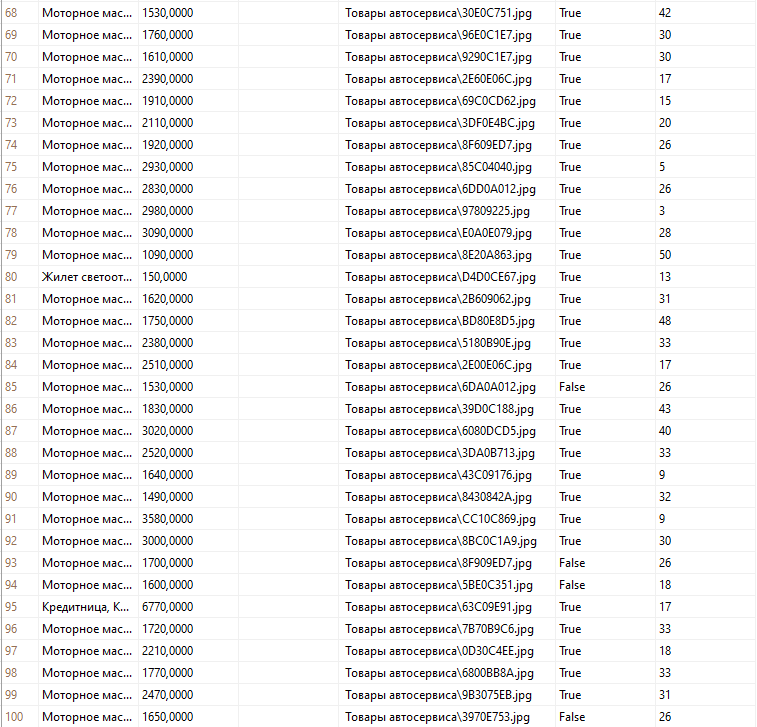 68 Моторное мас... 1530,0000 Товары автосервиса\30E0C751.jpg True 42
69 Моторное мас... 1760,0000 Товары автосервиса\96E0C1E7.jpg True 30
70 Моторное мас... 1610,0000 Товары автосервиса\9290C1E7.jpg True 30
71 Моторное мас... 2390,0000 Товары автосервиса\2E60E06C.jpg True 17
72 Моторное мас... 1910,0000 Товары автосервиса\69C0CD62.jpg True 15
73 Моторное мас... 2110,0000 Товары автосервиса\3DF0E4BC.jpg True 20
74 Моторное мас... 1920,0000 Товары автосервиса\8F609ED7.jpg True 26
75 Моторное мас... 2930,0000 Товары автосервиса\85C04040.jpg True 5
76 Моторное мас... 2830,0000 Товары автосервиса\6DD0A012.jpg True 26
77 Моторное мас... 2980,0000 Товары автосервиса\97809225.jpg True 3
78 Моторное мас... 3090,0000 Товары автосервиса\E0A0E079.jpg True 28
79 Моторное мас... 1090,0000 Товары автосервиса\8E20A863.jpg True 50
80 Жилет светоот... 150,0000 Товары автосервиса\D4D0CE67.jpg True 13
81 Моторное мас... 1620,0000 Товары автосервиса\2B609062.jpg True 31
82 Моторное мас... 1750,0000 Товары автосервиса\BD80E8D5.jpg True 48
83 Моторное мас... 2380,0000 Товары автосервиса\5180B90E.jpg True 33
84 Моторное мас... 2510,0000 Товары автосервиса\2E00E06C.jpg True 17
85 Моторное мас... 1530,0000 Товары автосервиса\6DA0A012.jpg False 26
86 Моторное мас... 1830,0000 Товары автосервиса\39D0C188.jpg True 43
87 Моторное мас... 3020,0000 Товары автосервиса\6080DCD5.jpg True 40
88 Моторное мас... 2520,0000 Товары автосервиса\3DA0B713.jpg True 33
89 Моторное мас... 1640,0000 Товары автосервиса\43C09176.jpg True 9
90 Моторное мас... 1490,0000 Товары автосервиса\8430842A.jpg True 32
91 Моторное мас... 3580,0000 Товары автосервиса\CC10C869.jpg True 9
92 Моторное мас... 3000,0000 Товары автосервиса\8BC0C1A9.jpg True 30
93 Моторное мас... 1700,0000 Товары автосервиса\8F909ED7.jpg False 26
94 Моторное мас... 1600,0000 Товары автосервиса\5BE0C351.jpg False 18
95 Кредитница, К... 6770,0000 Товары автосервиса\63C09E91.jpg True 17
96 Моторное мас... 1720,0000 Товары автосервиса\7B70B9C6.jpg True 33
97 Моторное мас... 2210,0000 Товары автосервиса\0D30C4EE.jpg True 18
98 Моторное мас... 1770,0000 Товары автосервиса\6800BB8A.jpg True 33
99 Моторное мас... 2470,0000 Товары автосервиса\9B3075EB.jpg True 31
100 Моторное мас... 1650,0000 Товары автосервиса\3970E753.jpg False 26